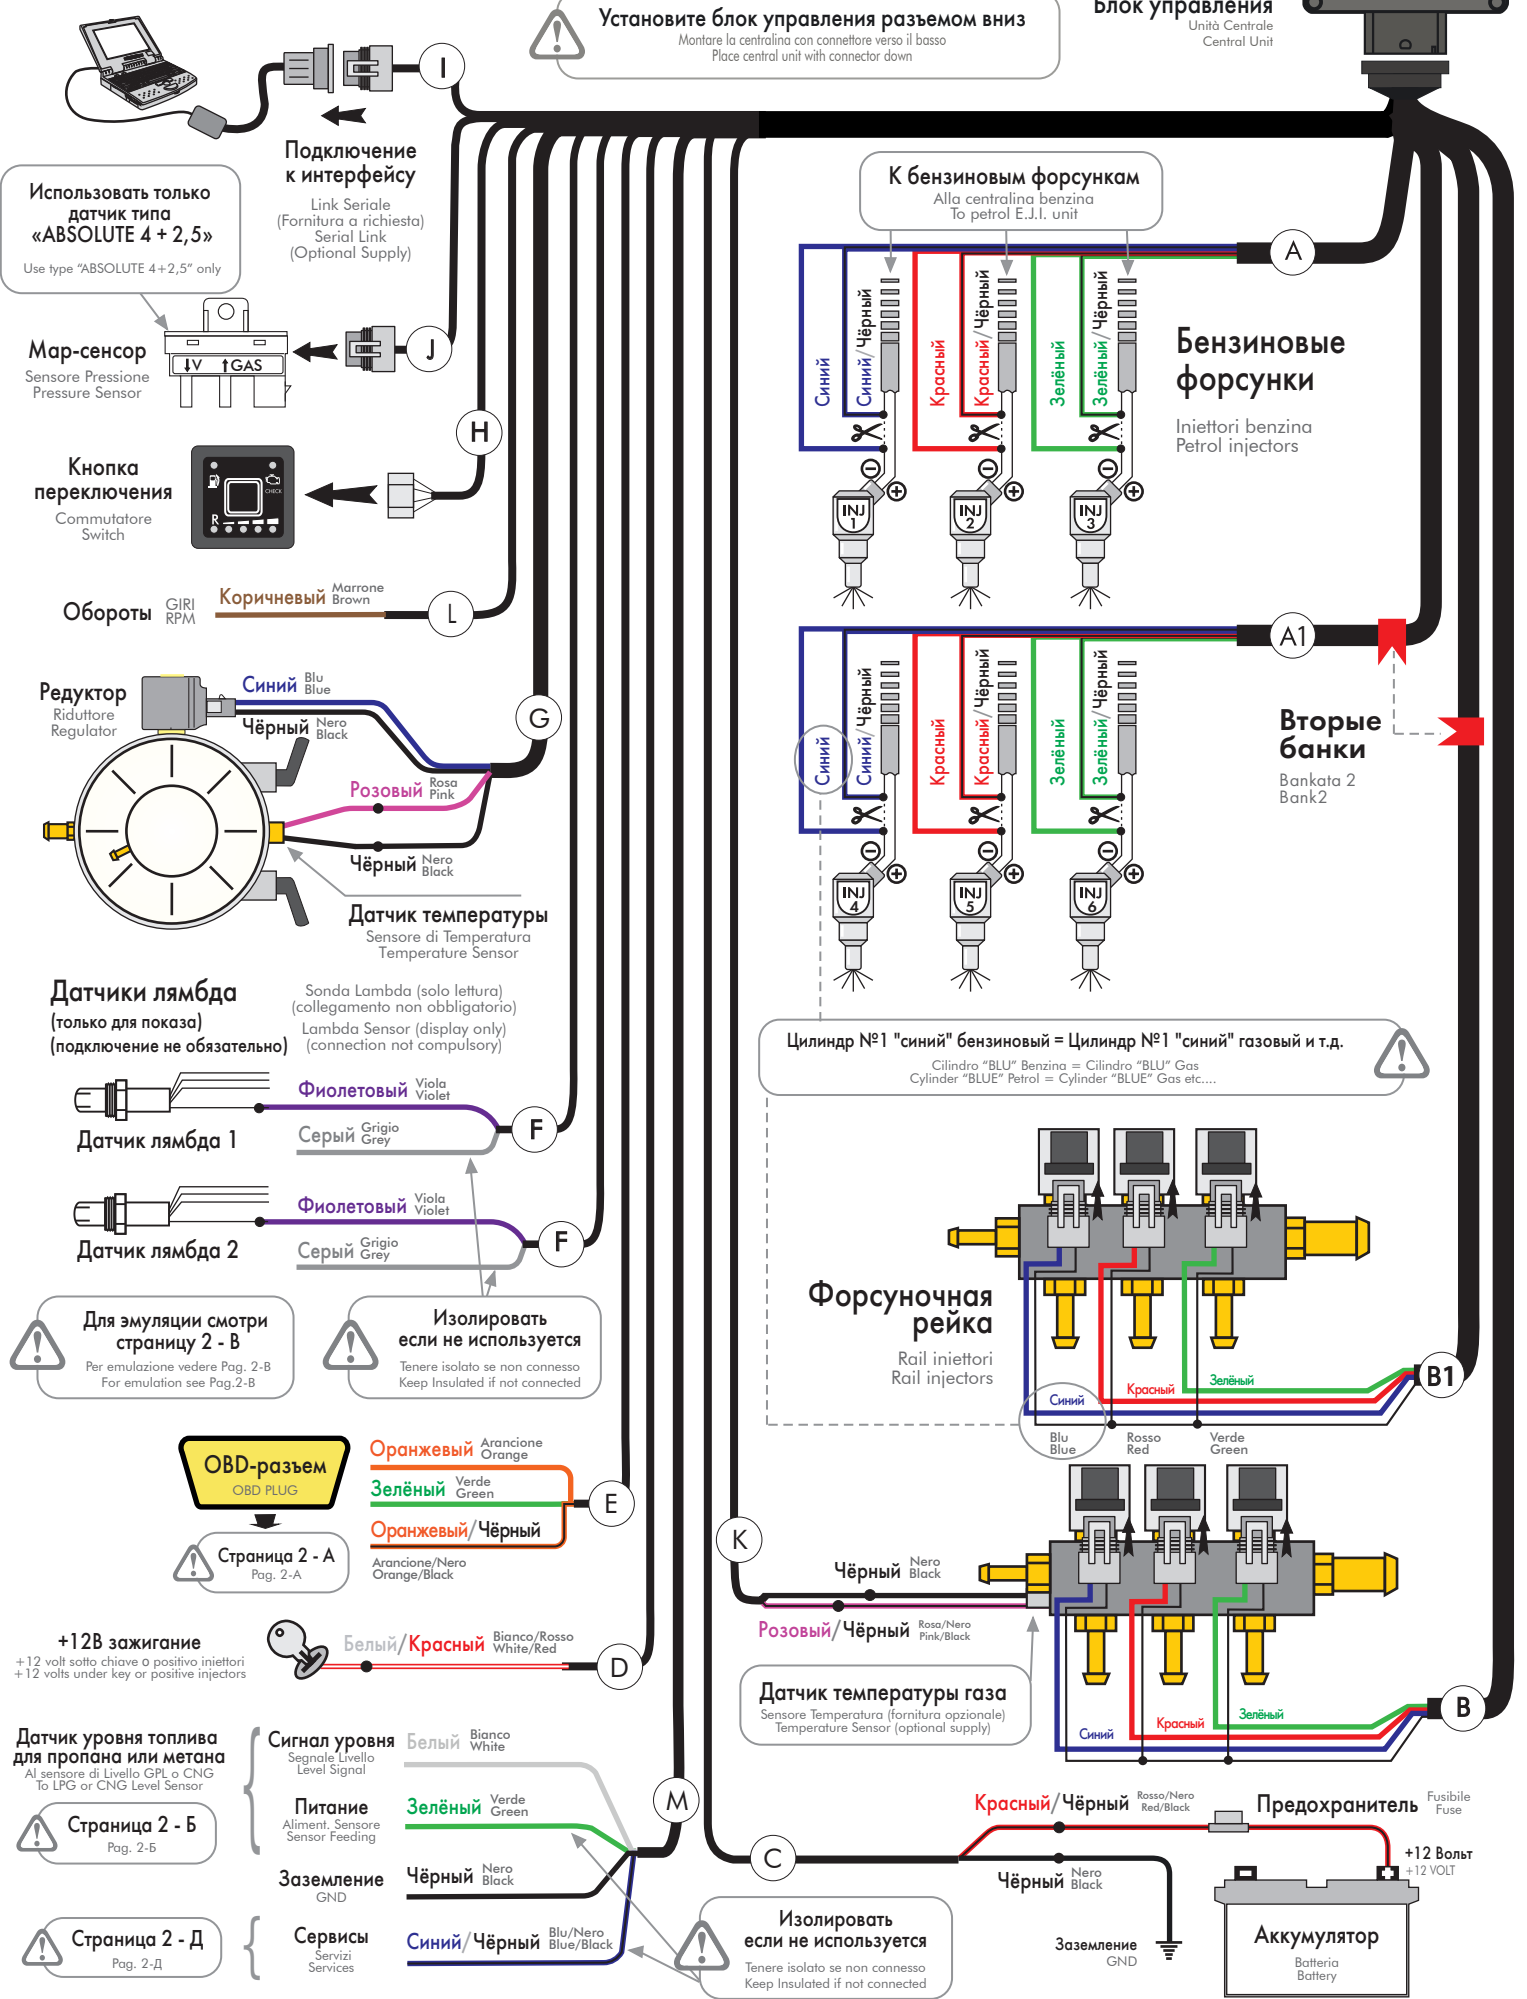 Установите блок управления разъемом вниз
Montare la centralina con connettore verso il basso
Place central unit with connector down
Блок управления
Unità Centrale
Central Unit
I
Подключение
к интерфейсу
Link Seriale
(Fornitura a richiesta)
Serial Link
(Optional Supply)
Использовать только
датчик типа
«ABSOLUTE 4 + 2,5»
Use type “ABSOLUTE 4+2,5” only
Мар-сенсор
Sensore Pressione
Pressure Sensor
V
GAS
J
Кнопка
переключения
Commutatore
Switch
CHECK
R
H
Обороты
GIRI
RPM
Коричневый
Marrone
Brown
L
Редуктор
Riduttore
Regulator
Синий
Blu
Blue
Чёрный
Nero
Black
Розовый
Rosa
Pink
Чёрный
Nero
Black
G
Датчик температуры
Sensore di Temperatura
Temperature Sensor
Датчики лямбда
(только для показа)
(подключение не обязательно)
Sonda Lambda (solo lettura)
(collegamento non obbligatorio)
Lambda Sensor (display only)
(connection not compulsory)
Фиолетовый
Viola
Violet
Серый
Grigio
Grey
F
Датчик лямбда 1
Фиолетовый
Viola
Violet
Серый
Grigio
Grey
F
Датчик лямбда 2
Для эмуляции смотри
страницу 2 - В
Per emulazione vedere Pag. 2-B
For emulation see Pag.2-B
Изолировать
если не используется
Tenere isolato se non connesso
Keep Insulated if not connected
OBD-разъем
OBD PLUG
Страница 2 - А
Pag. 2-A
Оранжевый
Arancione
Orange
Зелёный
Verde
Green
Оранжевый/Чёрный
Arancione/Nero
Orange/Black
E
+12В зажигание
+12 volt sotto chiave o positivo iniettori
+12 volts under key or positive injectors
Белый/Красный
Bianco/Rosso
White/Red
D
Датчик уровня топлива
для пропана или метана
Al sensore di Livello GPL o CNG
To LPG or CNG Level Sensor
Страница 2 - Б
Pag. 2-Б
Сигнал уровня
Segnale Livello
Level Signal
Белый
Bianco
White
Питание
Aliment. Sensore
Sensor Feeding
Зелёный
Verde
Green
Заземление
GND
Чёрный
Nero
Black
Страница 2 - Д
Pag. 2-Д
Сервисы
Servizi
Services
Синий/Чёрный
Blu/Nero
Blue/Black
M
Изолировать
если не используется
Tenere isolato se non connesso
Keep Insulated if not connected
К бензиновым форсункам
Alla centralina benzina
To petrol E.J.I. unit
A
Синий
Синий/Чёрный
Красный
Красный/Чёрный
Зелёный
Зелёный/Чёрный
INJ
1
INJ
2
INJ
3
Бензиновые
форсунки
Iniettori benzina
Petrol injectors
A1
Синий
Синий/Чёрный
Красный
Красный/Чёрный
Зелёный
Зелёный/Чёрный
INJ
4
INJ
5
INJ
6
Вторые
банки
Bankata 2
Bank2
Цилиндр №1 "синий" бензиновый = Цилиндр №1 "синий" газовый и т.д.
Cilindro “BLU” Benzina = Cilindro “BLU” Gas
Cylinder “BLUE” Petrol = Cylinder “BLUE” Gas etc....
Форсуночная
рейка
Rail iniettori
Rail injectors
Синий
Красный
Зелёный
B1
Blu
Blue
Rosso
Red
Verde
Green
K
Чёрный
Nero
Black
Розовый/Чёрный
Rosa/Nero
Pink/Black
Датчик температуры газа
Sensore Temperatura (fornitura opzionale)
Temperature Sensor (optional supply)
Синий
Красный
Зелёный
B
C
Красный/Чёрный
Rosso/Nero
Red/Black
Предохранитель
Fusibile
Fuse
Чёрный
Nero
Black
+12 Вольт
+12 VOLT
Заземление
GND
Аккумулятор
Batteria
Battery